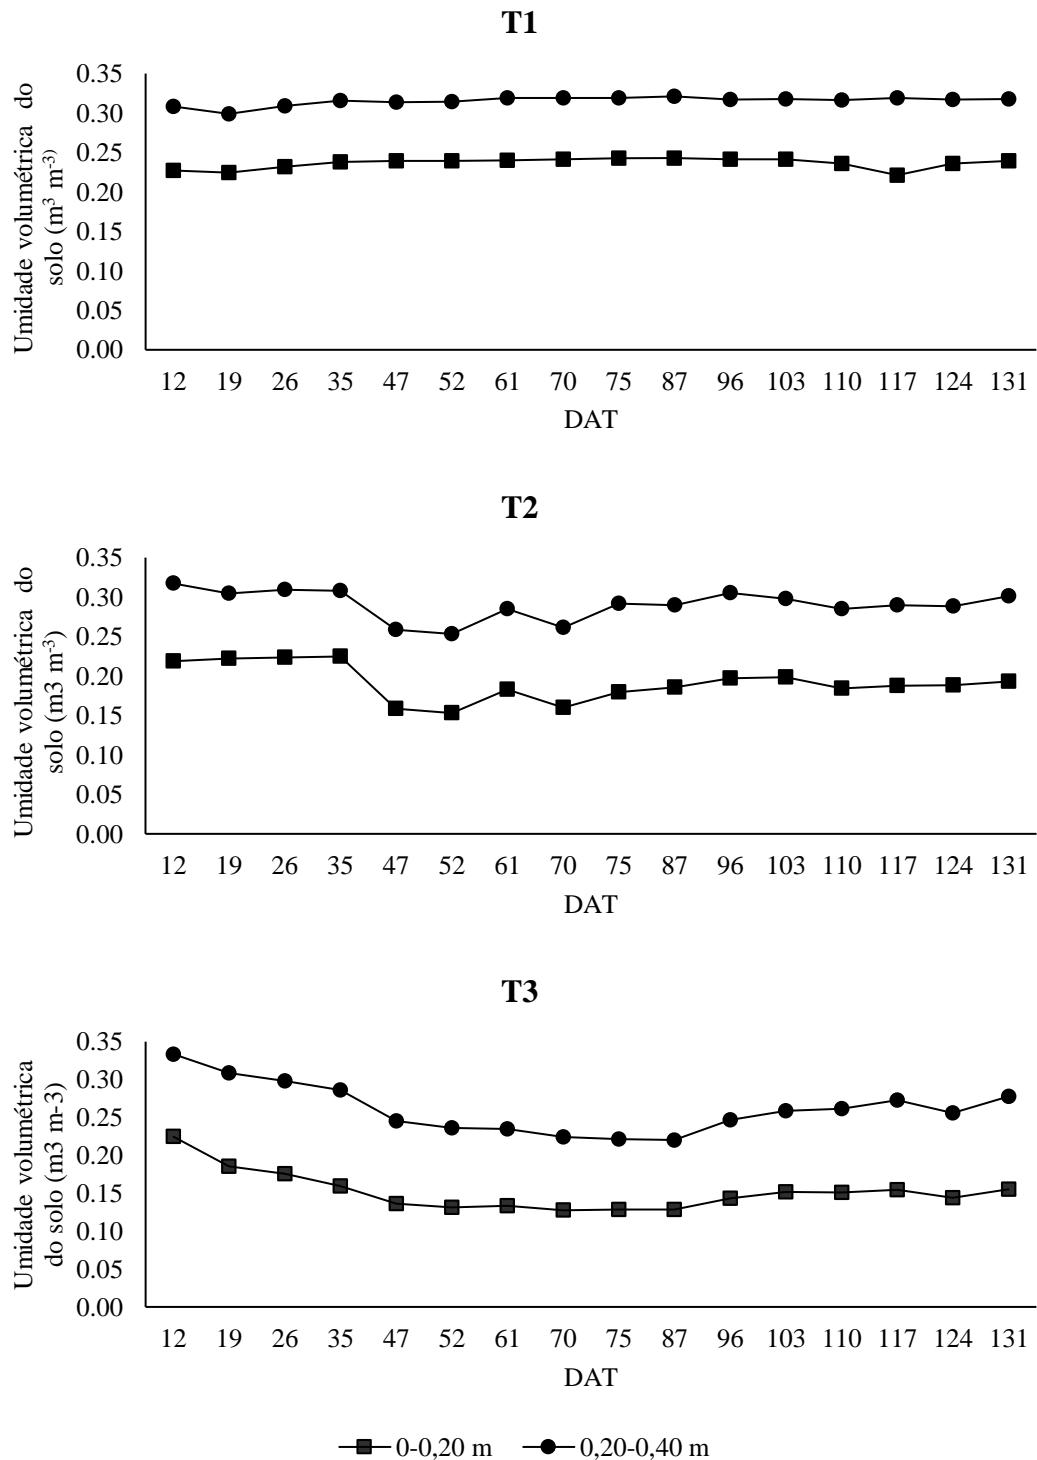 T1
Umidade volumétrica do
solo (m³ m⁻³⁾
0.35
0.30
0.25
0.20
0.15
0.10
0.05
0.00
12 19 26 35 47 52 61 70 75 87 96 103 110 117 124 131
DAT
T2
Umidade volumétrica do
solo (m3 m⁻³)
0.35
0.30
0.25
0.20
0.15
0.10
0.05
0.00
12 19 26 35 47 52 61 70 75 87 96 103 110 117 124 131
DAT
T3
Umidade volumétrica
do solo (m3 m-3)
0.35
0.30
0.25
0.20
0.15
0.10
0.05
0.00
12 19 26 35 47 52 61 70 75 87 96 103 110 117 124 131
DAT
0-0,20 m 0,20-0,40 m